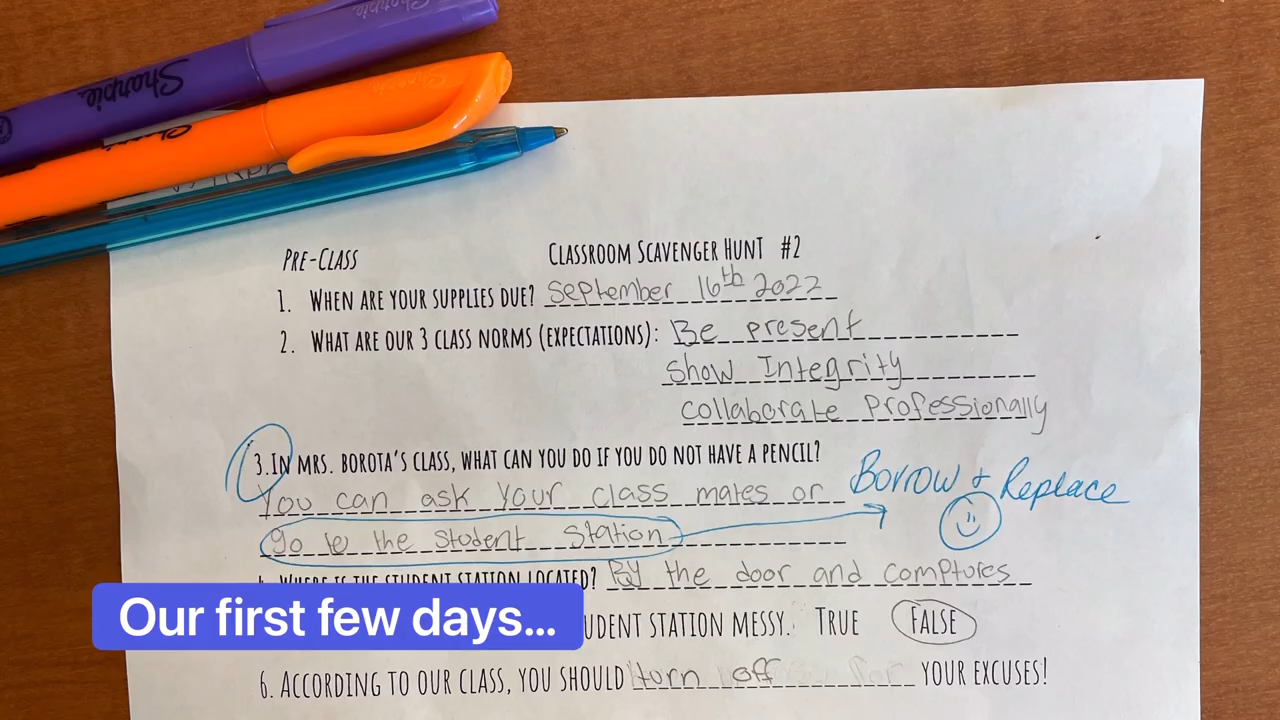 Sharpie
PRE-CLASS CLASSROOM SCAVENGER HUNT #2
1. WHEN ARE YOUR SUPPLIES DUE? September 16th 2022
2. WHAT ARE OUR 3 CLASS NORMS (EXPECTATIONS): Be present
Show Integrity
collaborate Professionally
3. IN MRS. BOROTA'S CLASS, WHAT CAN YOU DO IF YOU DO NOT HAVE A PENCIL?
You can ask your class mates or Borrow + Replace
go to the student station
WHERE IS THE STUDENT STATION LOCATED? By the door and comptures
Our first few days...
UDENT STATION MESSY. TRUE FALSE
6. ACCORDING TO OUR CLASS, YOU SHOULD turn off YOUR EXCUSES!